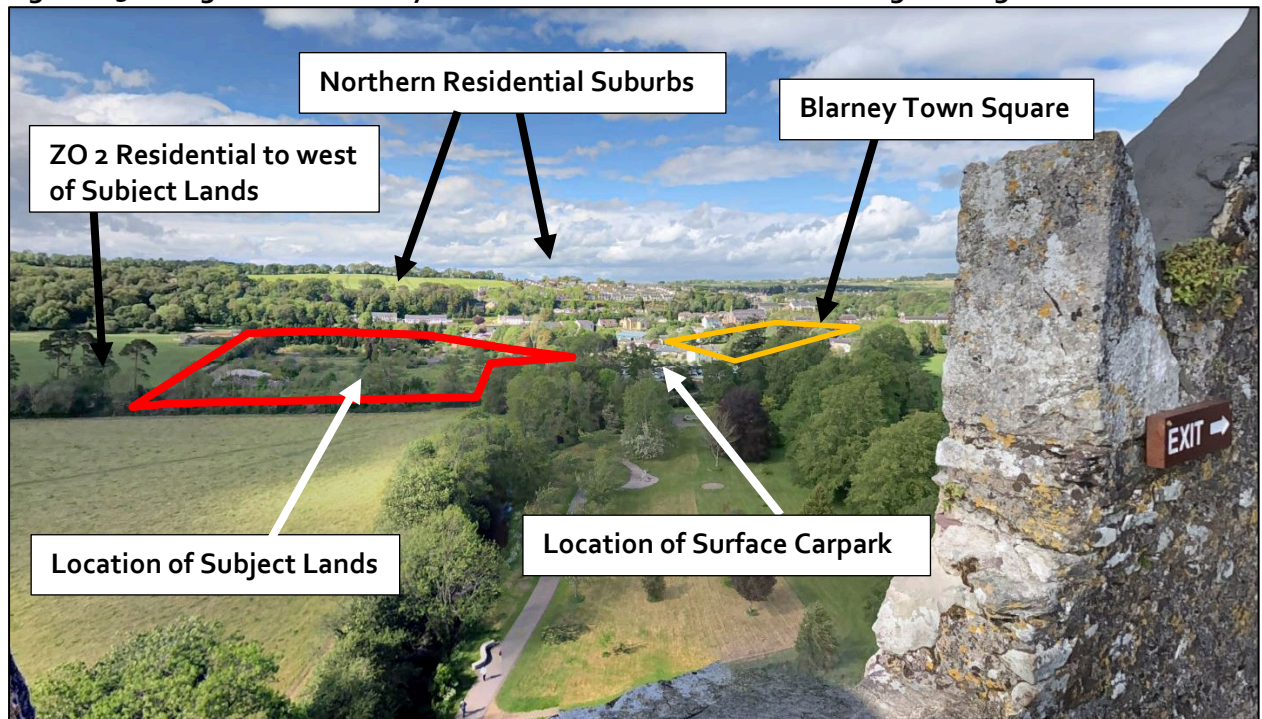 Northern Residential Suburbs
Blarney Town Square
ZO 2 Residential to west
of Subject Lands
EXIT →
Location of Surface Carpark
Location of Subject Lands